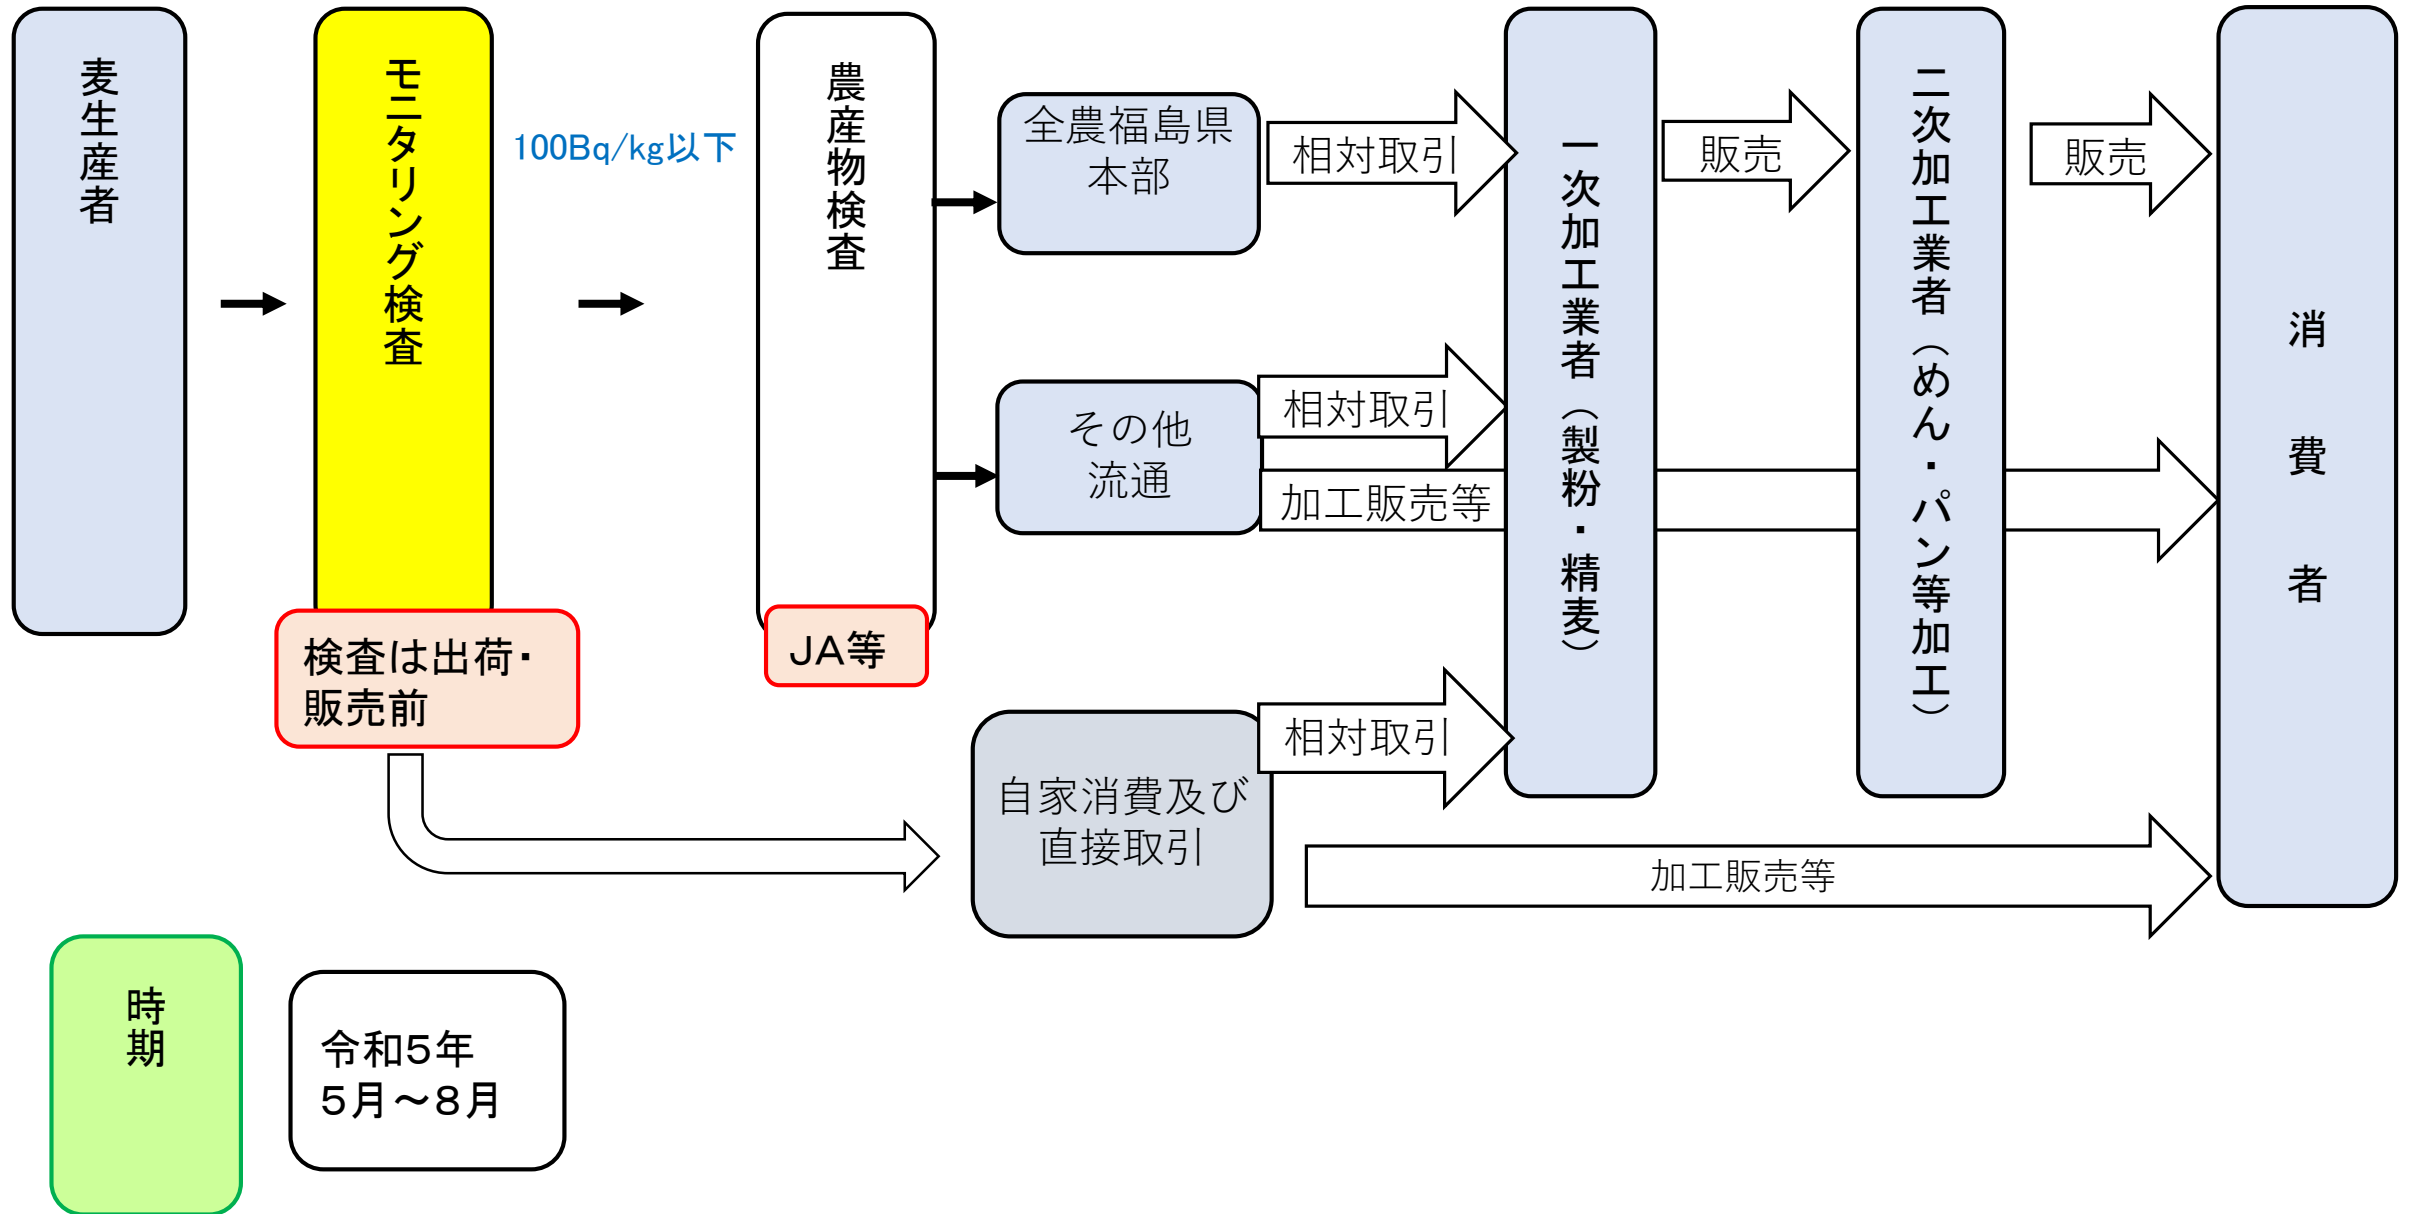 麦生産者
モニタリング検査
検査は出荷・
販売前
100Bq/kg以下
農産物検査
JA等
全農福島県
本部
その他
流通
自家消費及び
直接取引
相対取引
相対取引
加工販売等
相対取引
加工販売等
一次加工業者（製粉・精麦）
販売
二次加工業者（めん・パン等加工）
販売
消費者
時期
令和５年
５月～８月